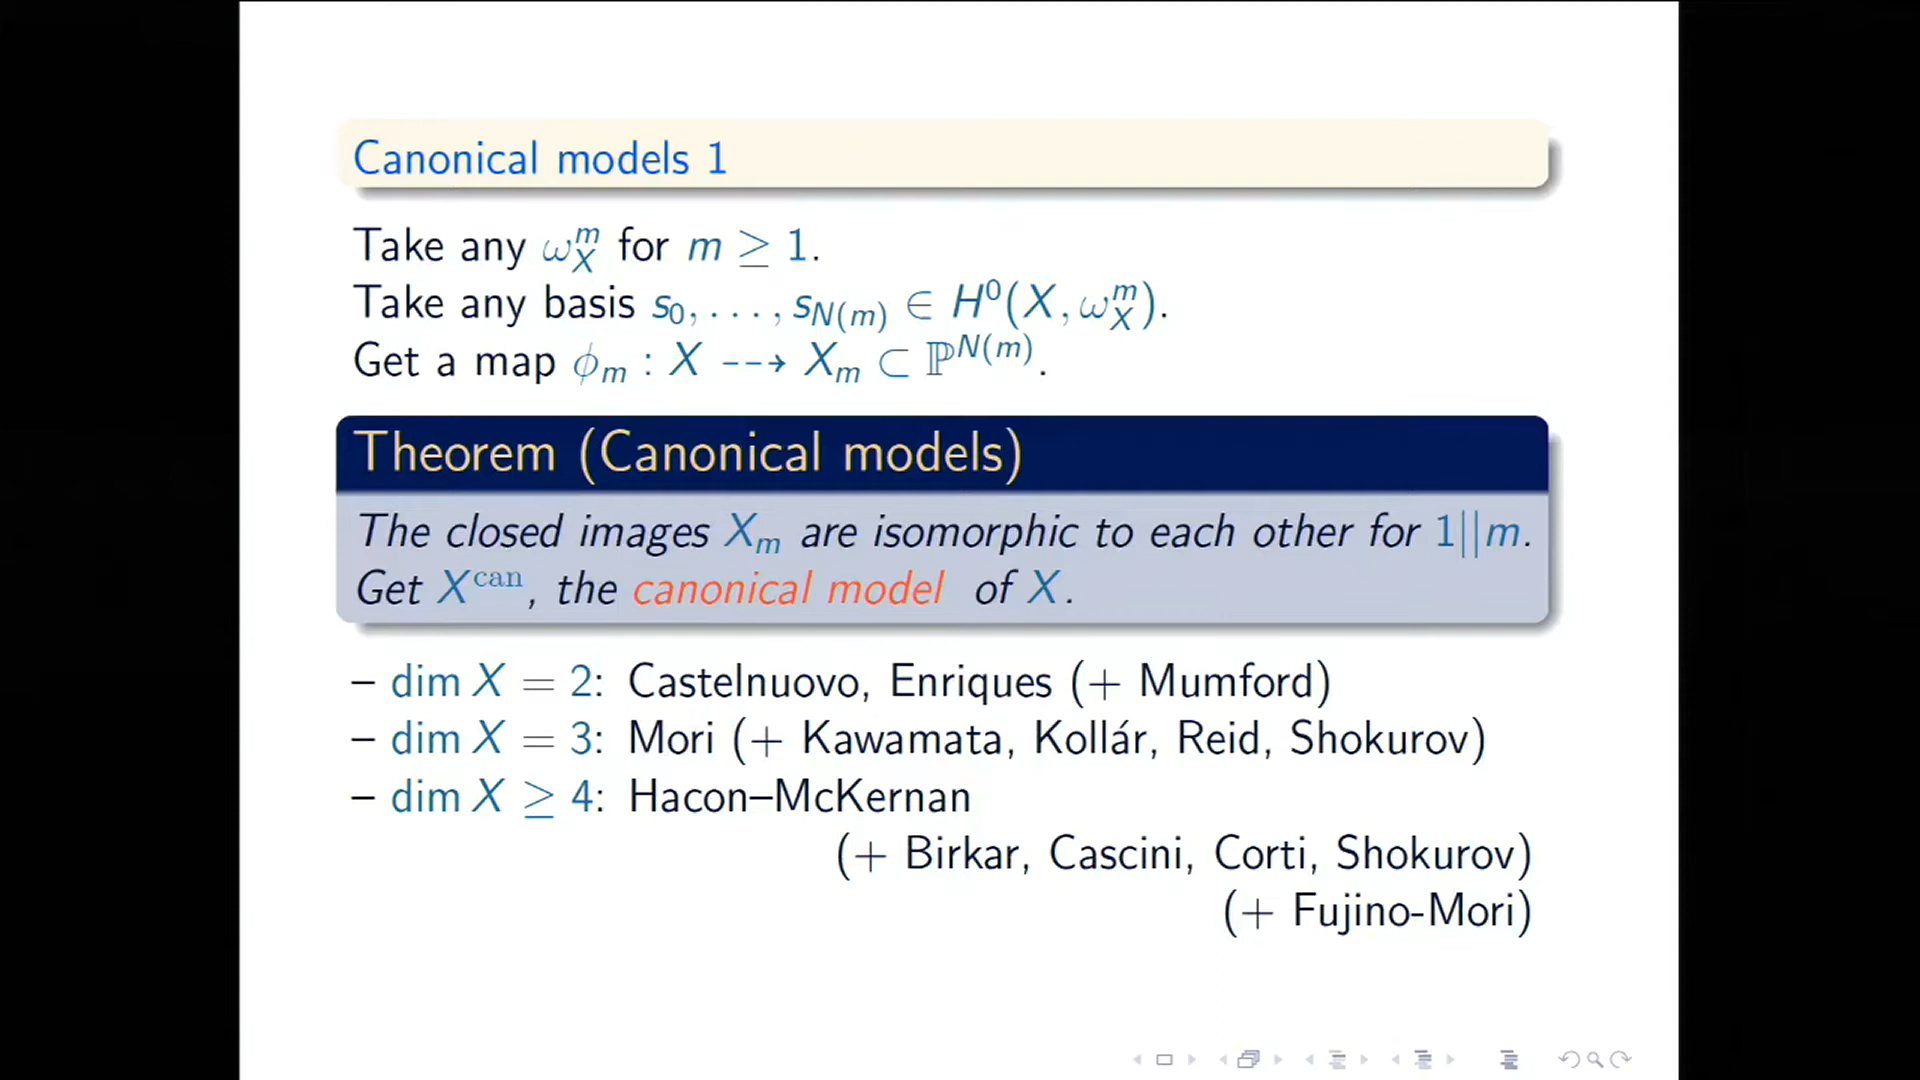 Canonical models 1
Take any ω_X^m for m ≥ 1.
Take any basis s_0, . . . , s_{N(m)} ∈ H^0(X, ω_X^m).
Get a map ϕ_m : X ⇢ X_m ⊂ ℙ^{N(m)}.
Theorem (Canonical models)
The closed images X_m are isomorphic to each other for 1||m.
Get X^can, the canonical model of X.
– dim X = 2: Castelnuovo, Enriques (+ Mumford)
– dim X = 3: Mori (+ Kawamata, Kollár, Reid, Shokurov)
– dim X ≥ 4: Hacon–McKernan
(+ Birkar, Cascini, Corti, Shokurov)
(+ Fujino-Mori)